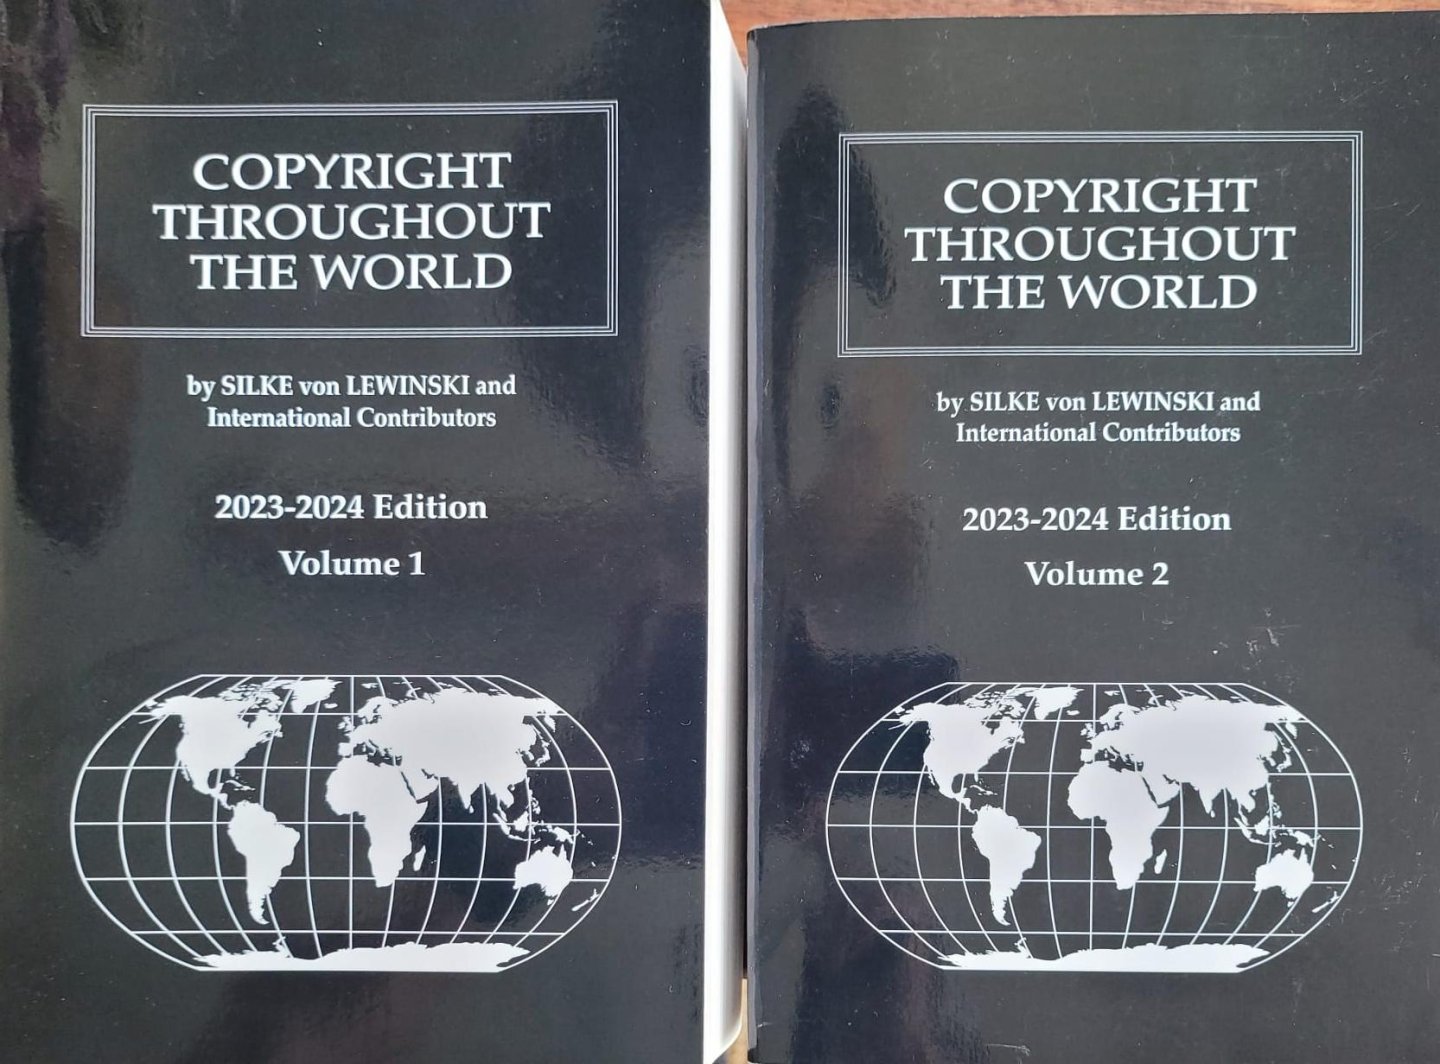 COPYRIGHT
THROUGHOUT
THE WORLD
by SILKE von LEWINSKI and
International Contributors
2023-2024 Edition
Volume 1
COPYRIGHT
THROUGHOUT
THE WORLD
by SILKE von LEWINSKI and
International Contributors
2023-2024 Edition
Volume 2